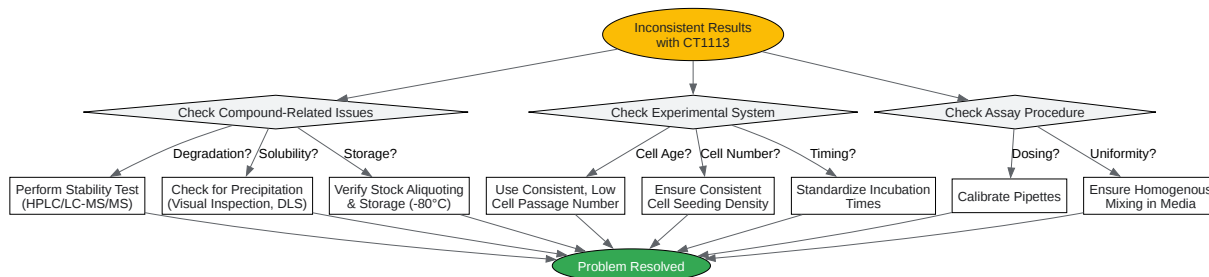 Inconsistent Results
with CT1113
Check Compound-Related Issues
Check Experimental System
Check Assay Procedure
Degradation?
Solubility?
Storage?
Cell Age?
Cell Number?
Timing?
Dosing?
Uniformity?
Perform Stability Test
(HPLC/LC-MS/MS)
Check for Precipitation
(Visual Inspection, DLS)
Verify Stock Aliquoting
& Storage (-80°C)
Use Consistent, Low
Cell Passage Number
Ensure Consistent
Cell Seeding Density
Standardize Incubation
Times
Calibrate Pipettes
Ensure Homogenous
Mixing in Media
Problem Resolved